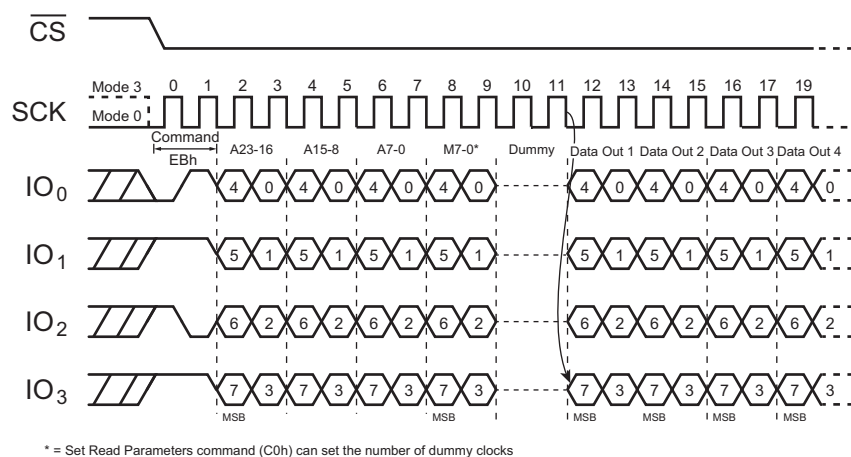 CS
Mode 3 0 1 2 3 4 5 6 7 8 9 10 11 12 13 14 15 16 17 19
SCK
Mode 0
Command A23-16 A15-8 A7-0 M7-0* Dummy Data Out 1 Data Out 2 Data Out 3 Data Out 4
EBh
IO0 4 0 4 0 4 0 4 0 4 0 4 0 4 0 4 0
IO1 5 1 5 1 5 1 5 1 5 1 5 1 5 1 5 1
IO2 6 2 6 2 6 2 6 2 6 2 6 2 6 2 6 2
IO3 7 3 7 3 7 3 7 3 7 3 7 3 7 3 7 3
MSB MSB MSB MSB MSB MSB
* = Set Read Parameters command (C0h) can set the number of dummy clocks